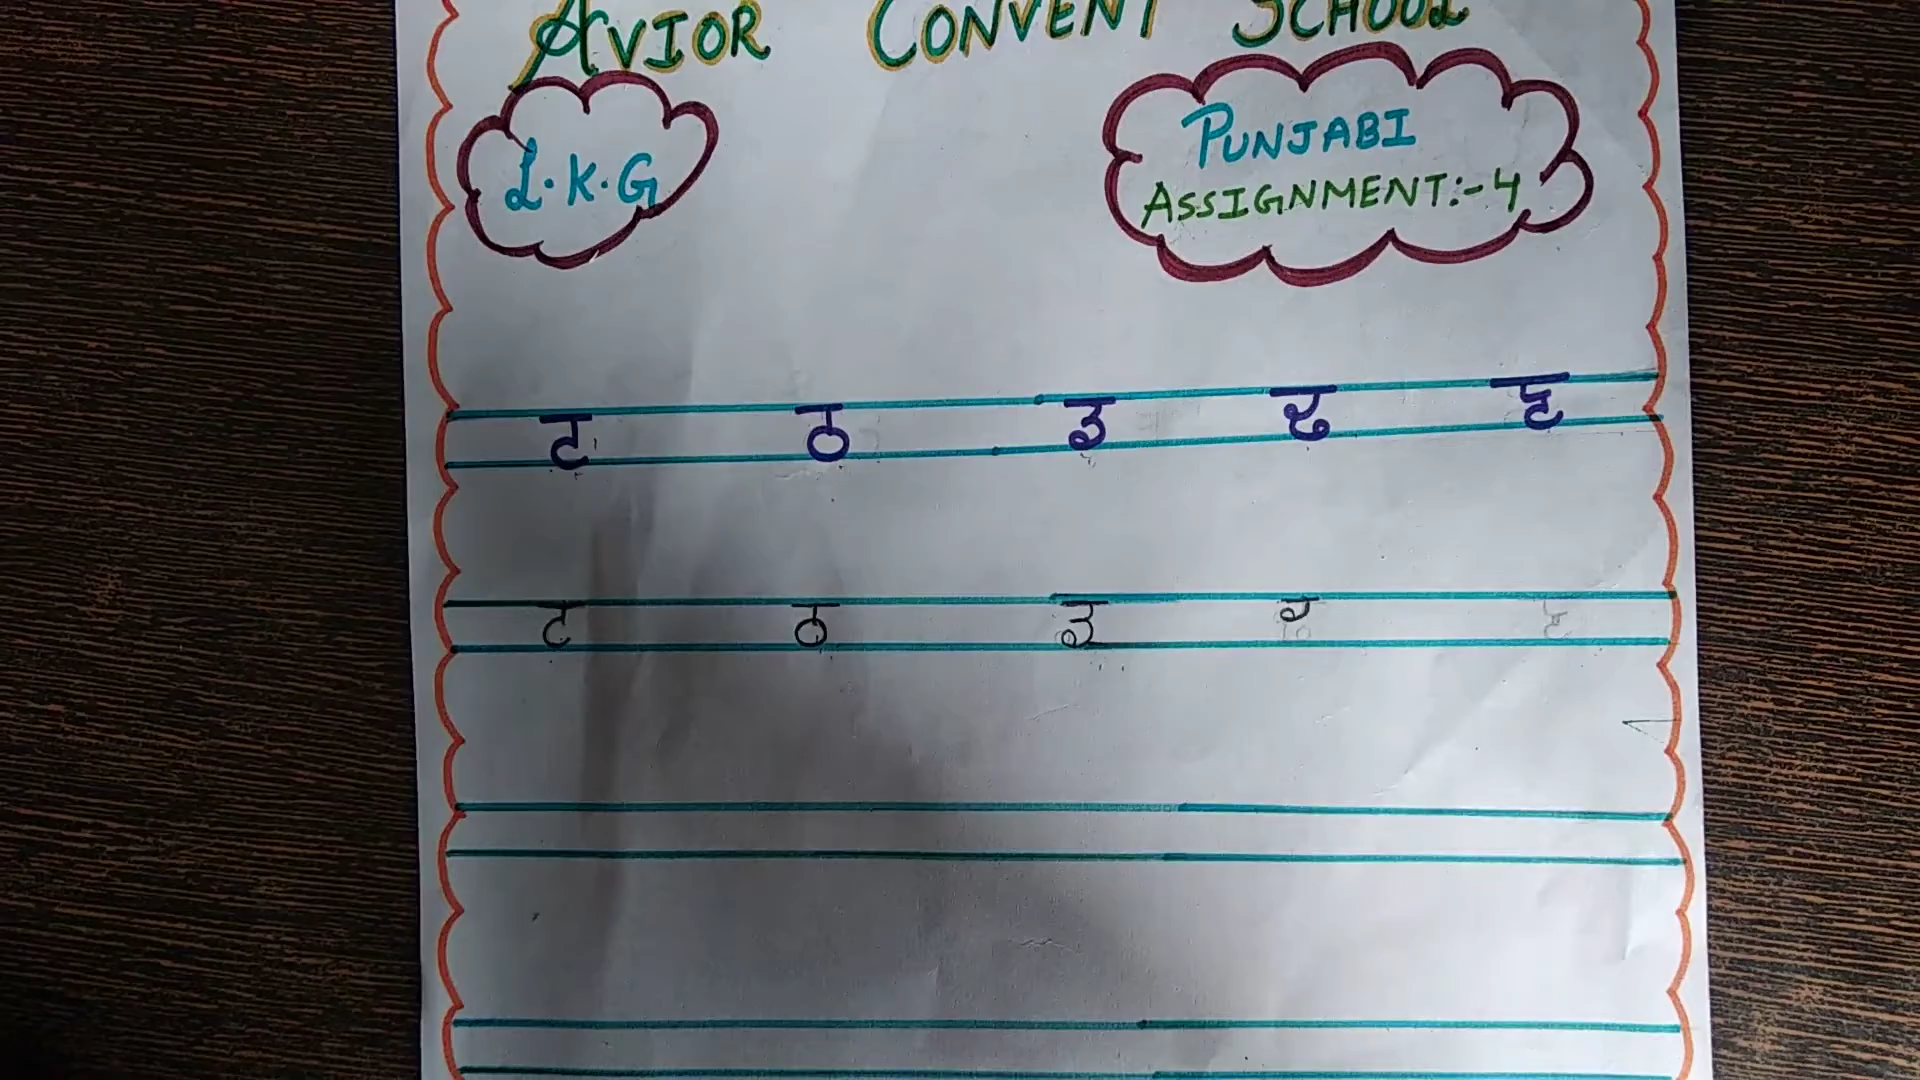 AVIOR CONVENT SCHOOL
L.K.G
PUNJABI
ASSIGNMENT:-4
ਟ ਠ ਡ ਢ ਣ
ਟ ਠ ਡ